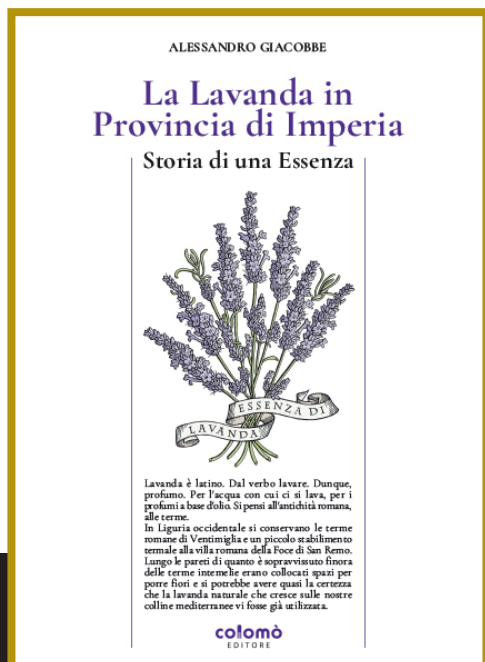 ALESSANDRO GIACOBBE
La Lavanda in
Provincia di Imperia
Storia di una Essenza
ESSENZA DI
LAVANDA
Lavanda è latino. Dal verbo lavare. Dunque,
profumo. Per l'acqua con cui ci si lava, per i
profumi a base d'olio. Si pensi all'antichità romana,
alle terme.
In Liguria occidentale si conservano le terme
romane di Ventimiglia e un piccolo stabilimento
termale alla villa romana della Foce di San Remo.
Lungo le pareti di quanto è sopravvissuto finora
delle terme intemelie erano collocati spazi per
porre fiori e si potrebbe avere quasi la certezza
che la lavanda naturale che cresce sulle nostre
colline mediterranee vi fosse già utilizzata.
colomò
EDITORE